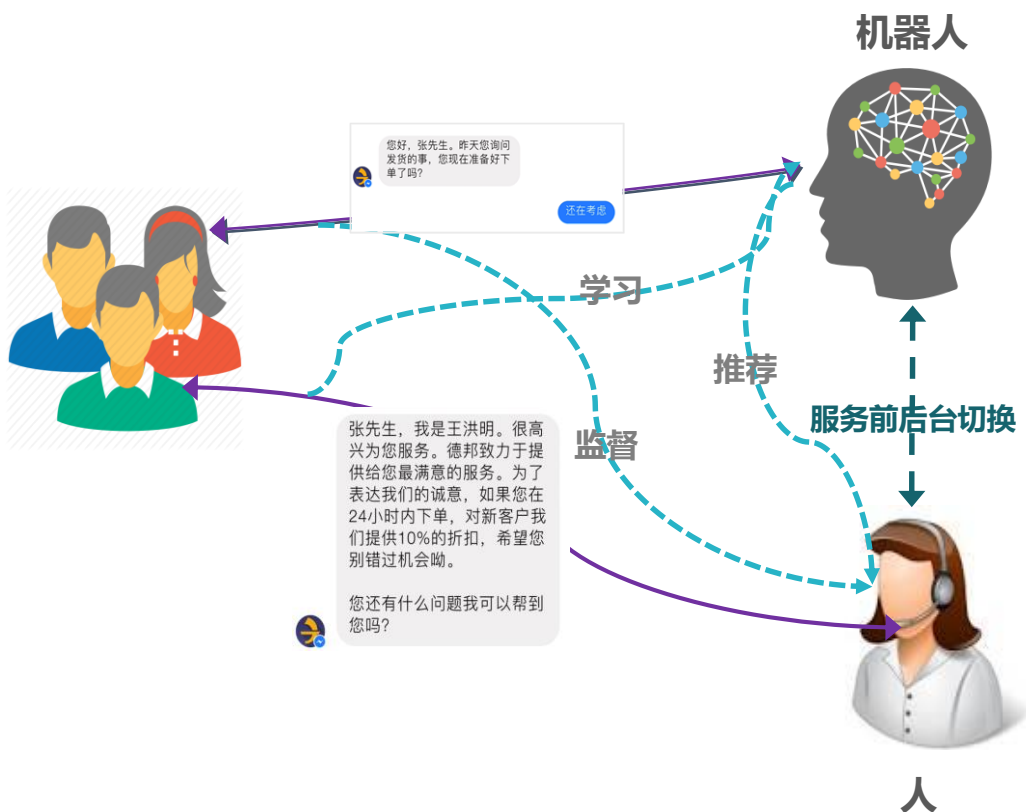 机器人
您好，张先生。昨天您询问
发货的事，您现在准备好下
单了吗？
还在考虑
学习
推荐
服务前后台切换
监督
张先生，我是王洪明。很高
兴为您服务。德邦致力于提
供给您最满意的服务。为了
表达我们的诚意，如果您在
24小时内下单，对新客户我
们提供10%的折扣，希望您
别错过机会呦。
您还有什么问题我可以帮到
您吗？
人